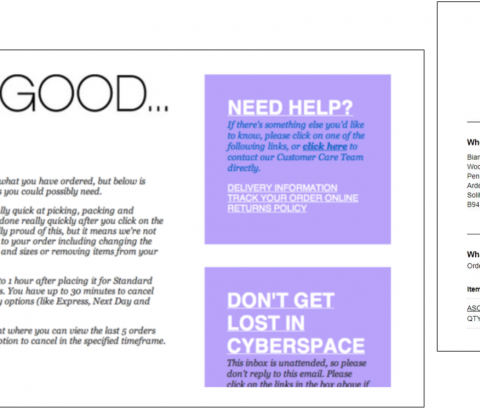 GOOD...
what you have ordered, but below is
s you could possibly need.
lly quick at picking, packing and
done really quickly after you click on the
lly proud of this, but it means we're not
to your order including changing the
and sizes or removing items from your
to 1 hour after placing it for Standard
s. You have up to 30 minutes to cancel
y options (like Express, Next Day and
nt where you can view the last 5 orders
ption to cancel in the specified timeframe.
NEED HELP?
If there's something else you'd like
to know, please click on one of the
following links, or click here to
contact our Customer Care Team
directly.
DELIVERY INFORMATION
TRACK YOUR ORDER ONLINE
RETURNS POLICY
DON'T GET
LOST IN
CYBERSPACE
This inbox is unattended, so please
don't reply to this email. Please
click on the links in the box above if
Wh
Bian
Woo
Pen
Arde
Soli
B94
Wh
Orde
Item
ASO
QTY